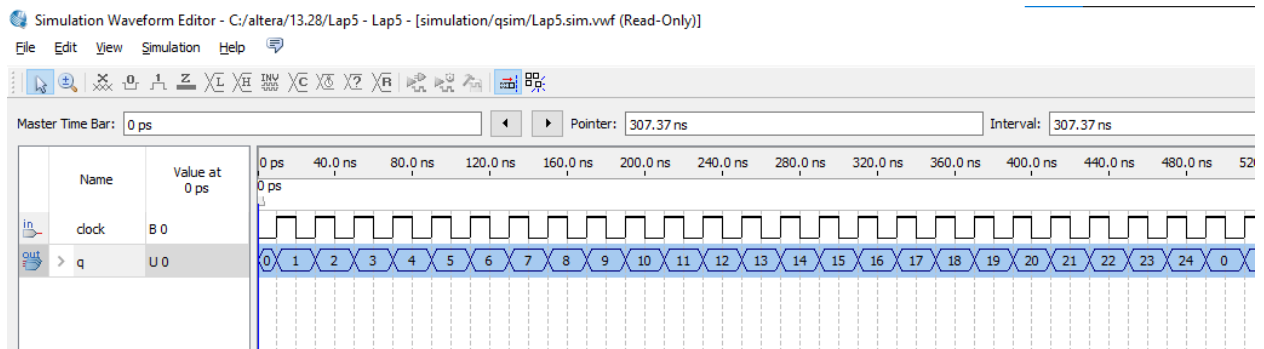 Simulation Waveform Editor - C:/altera/13.28/Lap5 - Lap5 - [simulation/qsim/Lap5.sim.vwf (Read-Only)]
File Edit View Simulation Help
Master Time Bar: 0 ps Pointer: 307.37 ns Interval: 307.37 ns
Name Value at 0 ps 0 ps 40.0 ns 80.0 ns 120.0 ns 160.0 ns 200.0 ns 240.0 ns 280.0 ns 320.0 ns 360.0 ns 400.0 ns 440.0 ns 480.0 ns 52
0 ps
in clock B 0
out > q U 0 0 1 2 3 4 5 6 7 8 9 10 11 12 13 14 15 16 17 18 19 20 21 22 23 24 0